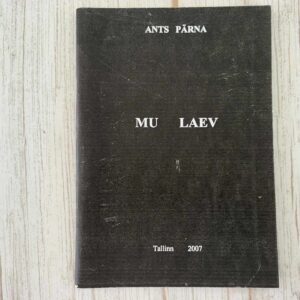 ANTS PÄRNA
MU LAEV
Tallinn 2007